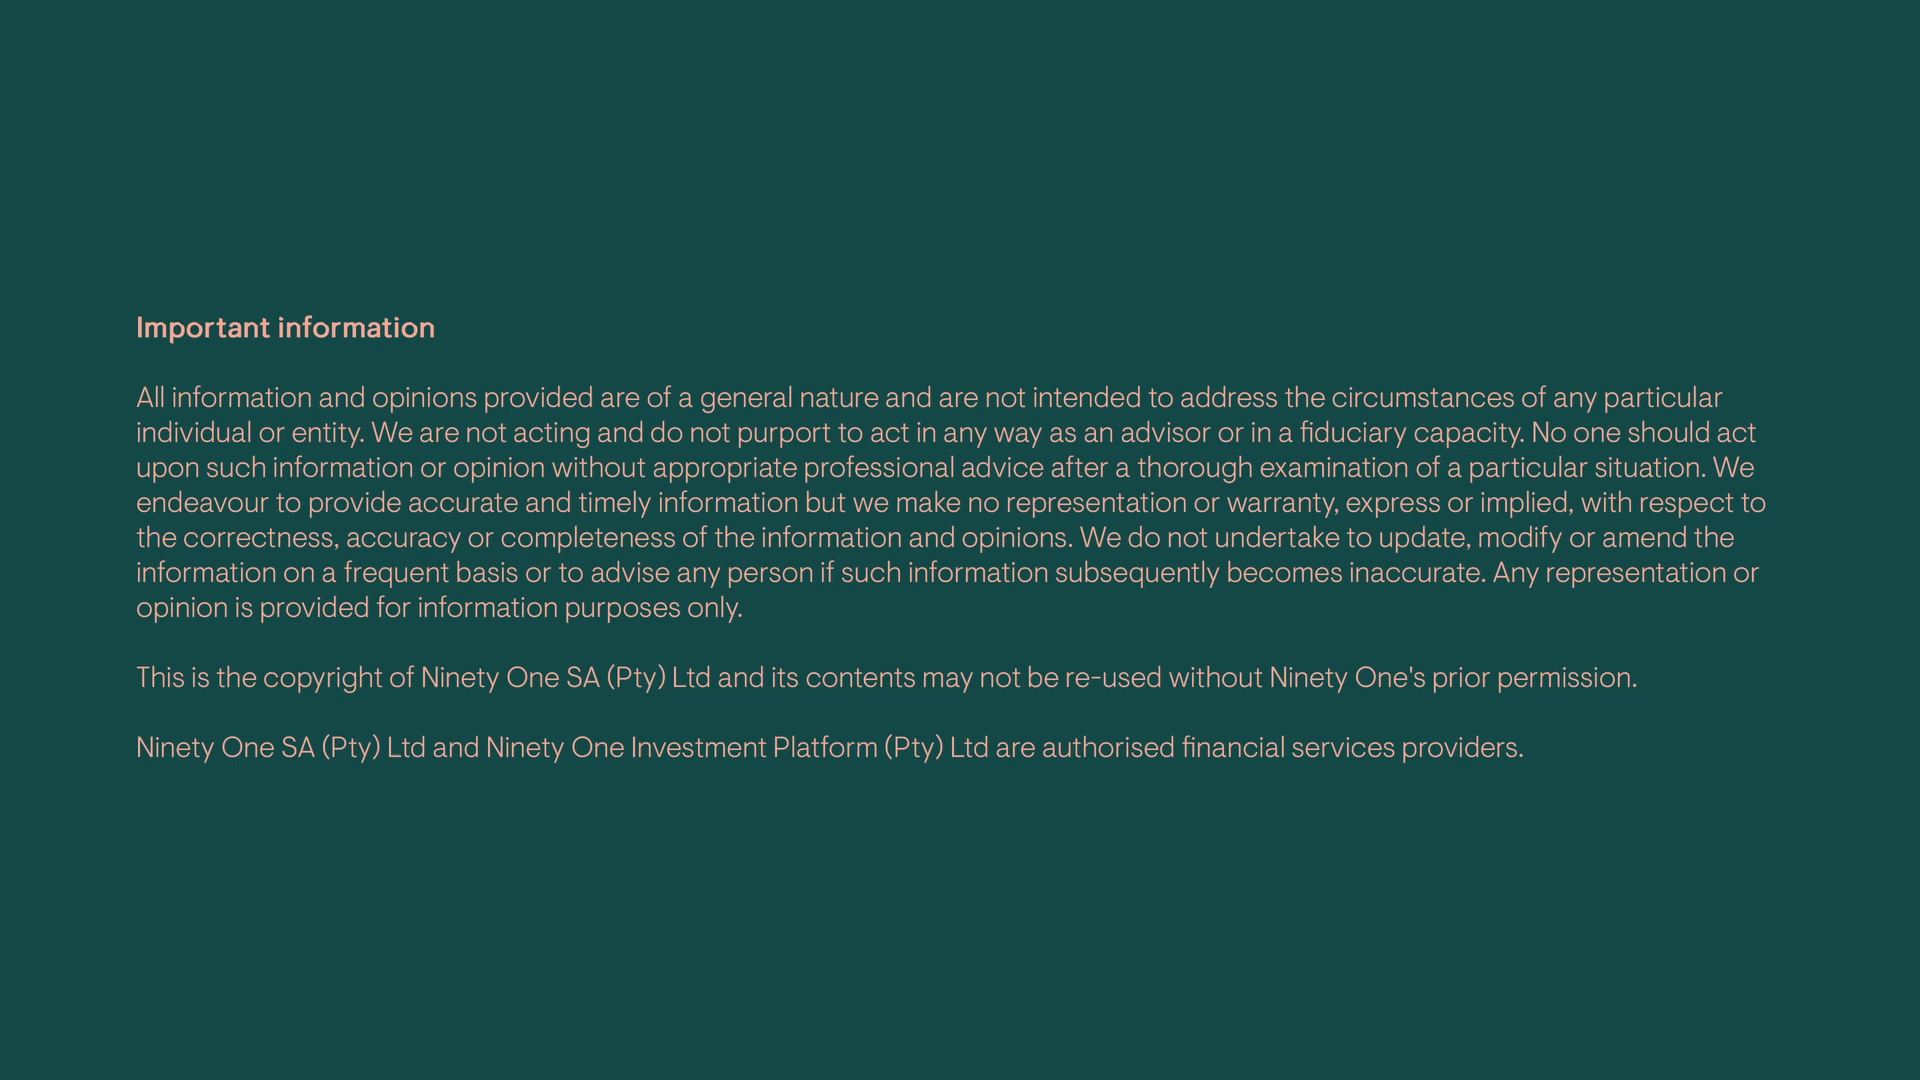 Important information
All information and opinions provided are of a general nature and are not intended to address the circumstances of any particular
individual or entity. We are not acting and do not purport to act in any way as an advisor or in a fiduciary capacity. No one should act
upon such information or opinion without appropriate professional advice after a thorough examination of a particular situation. We
endeavour to provide accurate and timely information but we make no representation or warranty, express or implied, with respect to
the correctness, accuracy or completeness of the information and opinions. We do not undertake to update, modify or amend the
information on a frequent basis or to advise any person if such information subsequently becomes inaccurate. Any representation or
opinion is provided for information purposes only.
This is the copyright of Ninety One SA (Pty) Ltd and its contents may not be re-used without Ninety One's prior permission.
Ninety One SA (Pty) Ltd and Ninety One Investment Platform (Pty) Ltd are authorised financial services providers.